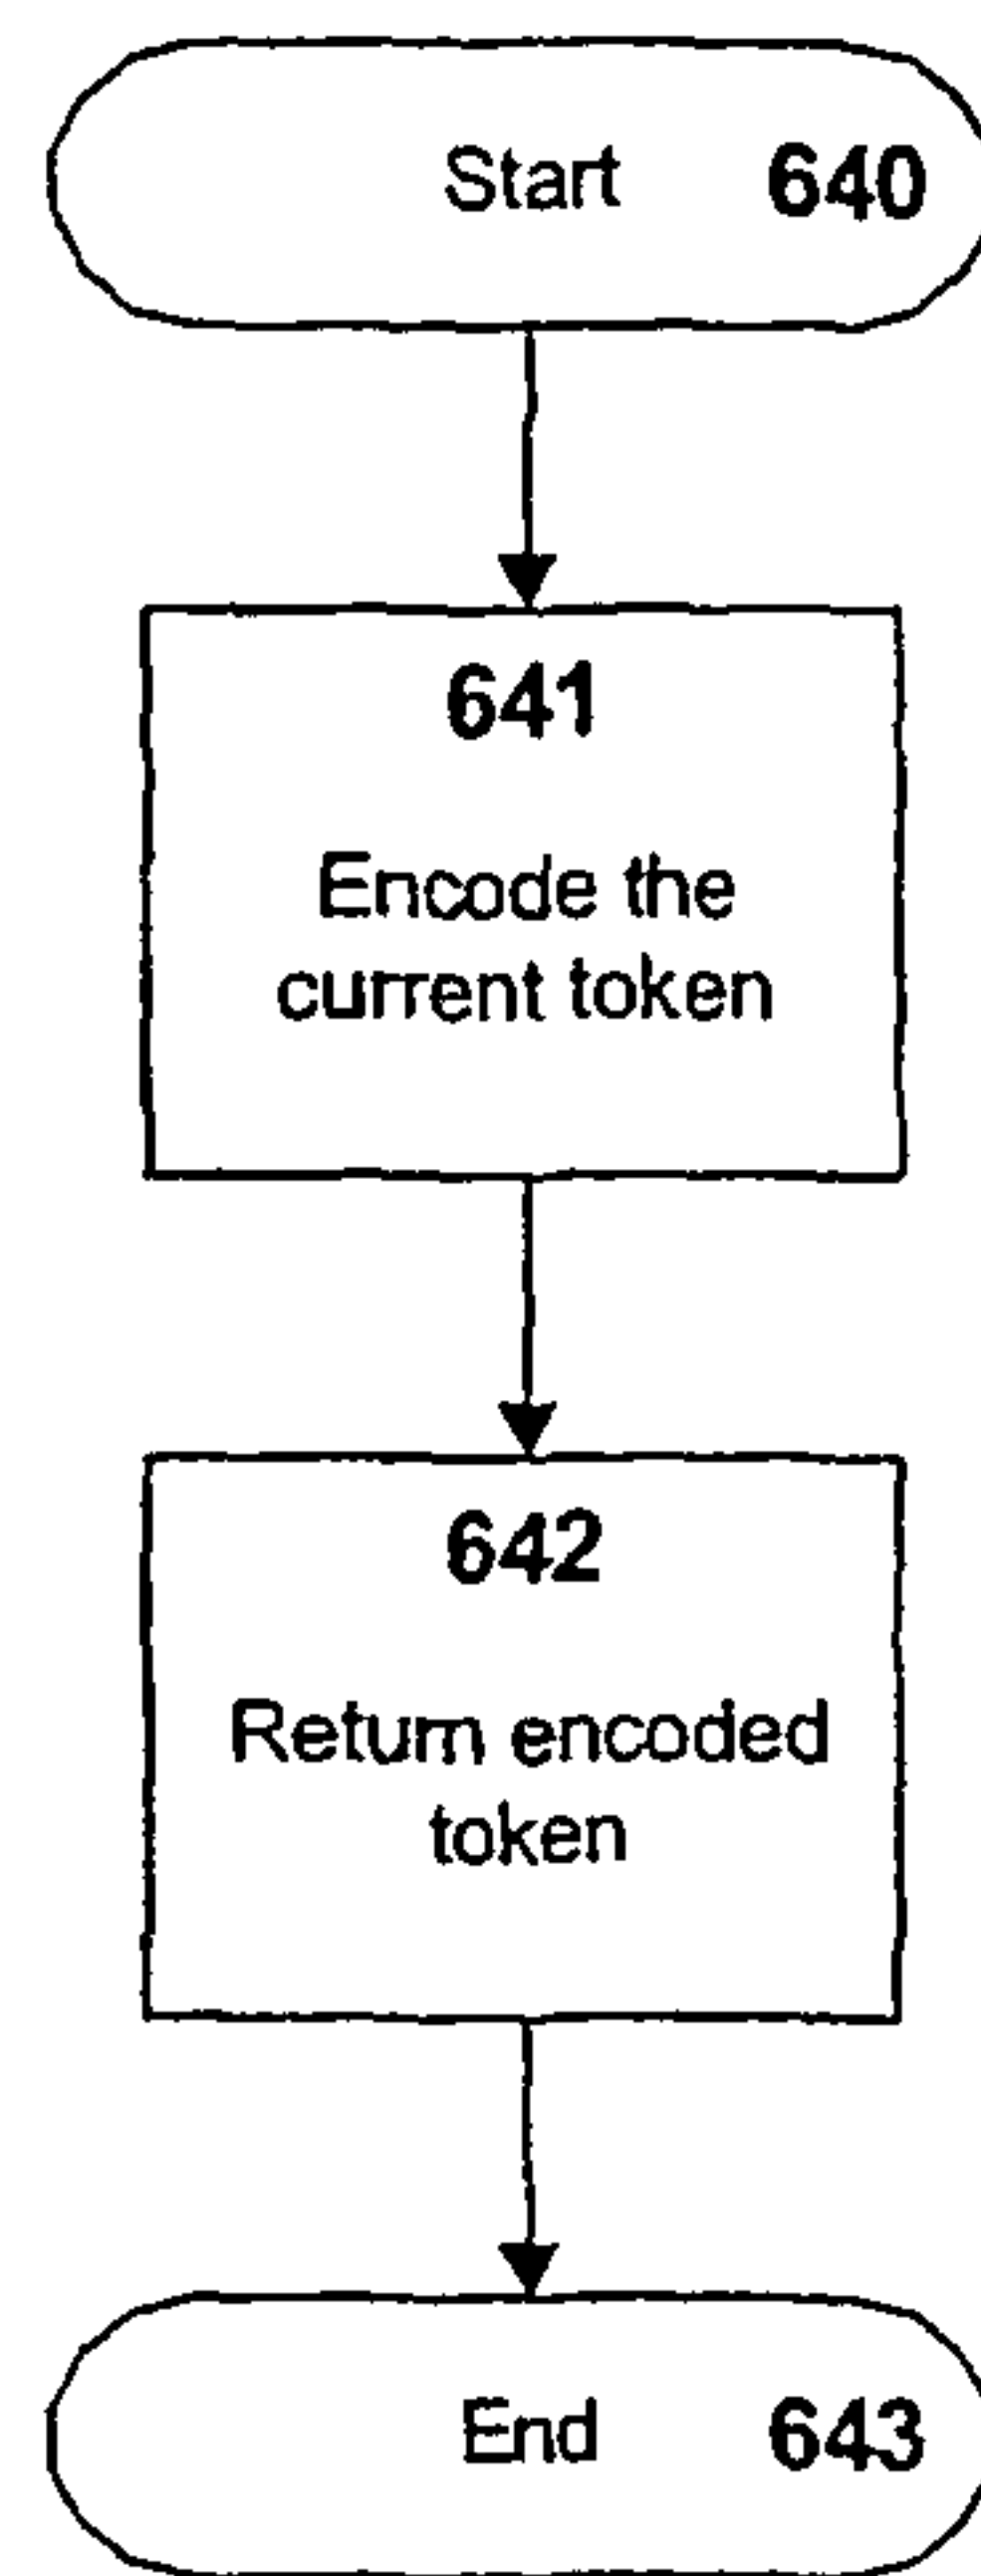 Start 640
641
Encode the
current token
642
Return encoded
token
End 643